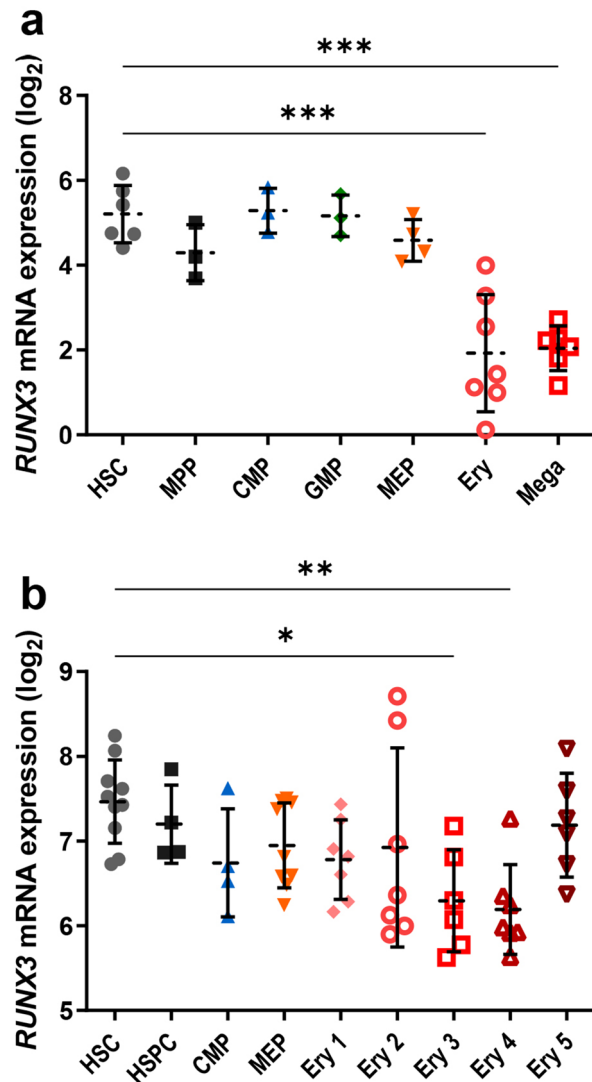 a
***
***
RUNX3 mRNA expression (log2)
8
6
4
2
0
HSC
MPP
CMP
GMP
MEP
Ery
Mega
b
**
*
RUNX3 mRNA expression (log2)
9
8
7
6
5
HSC
HSPC
CMP
MEP
Ery 1
Ery 2
Ery 3
Ery 4
Ery 5